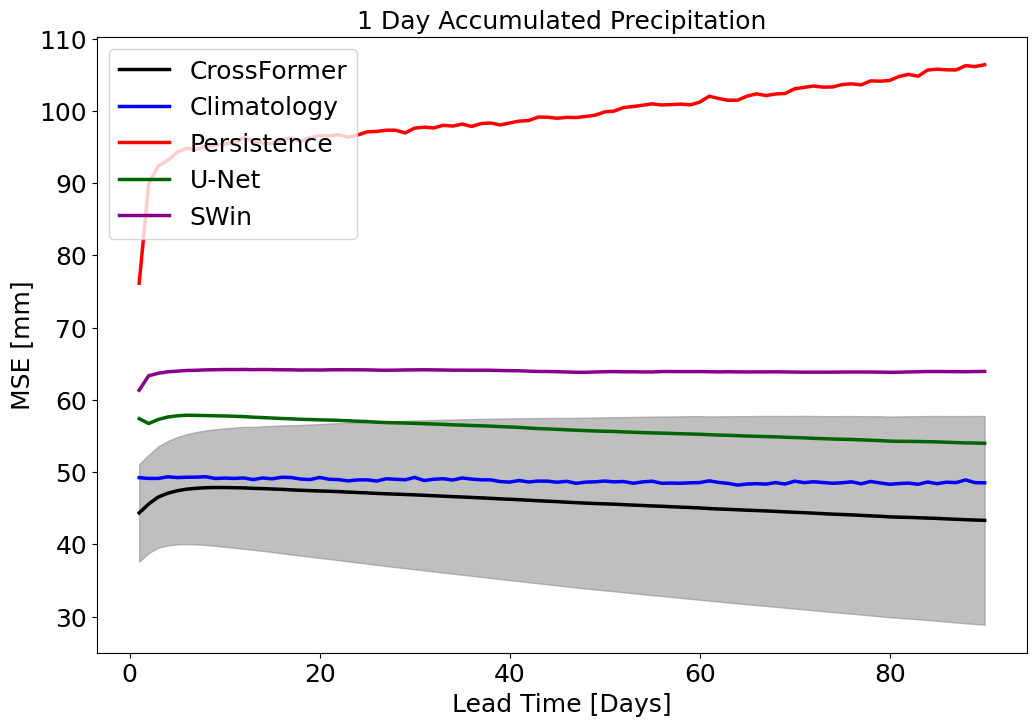 1 Day Accumulated Precipitation
110
100
90
80
70
60
50
40
30
MSE [mm]
CrossFormer
Climatology
Persistence
U-Net
SWin
0
20
40
60
80
Lead Time [Days]